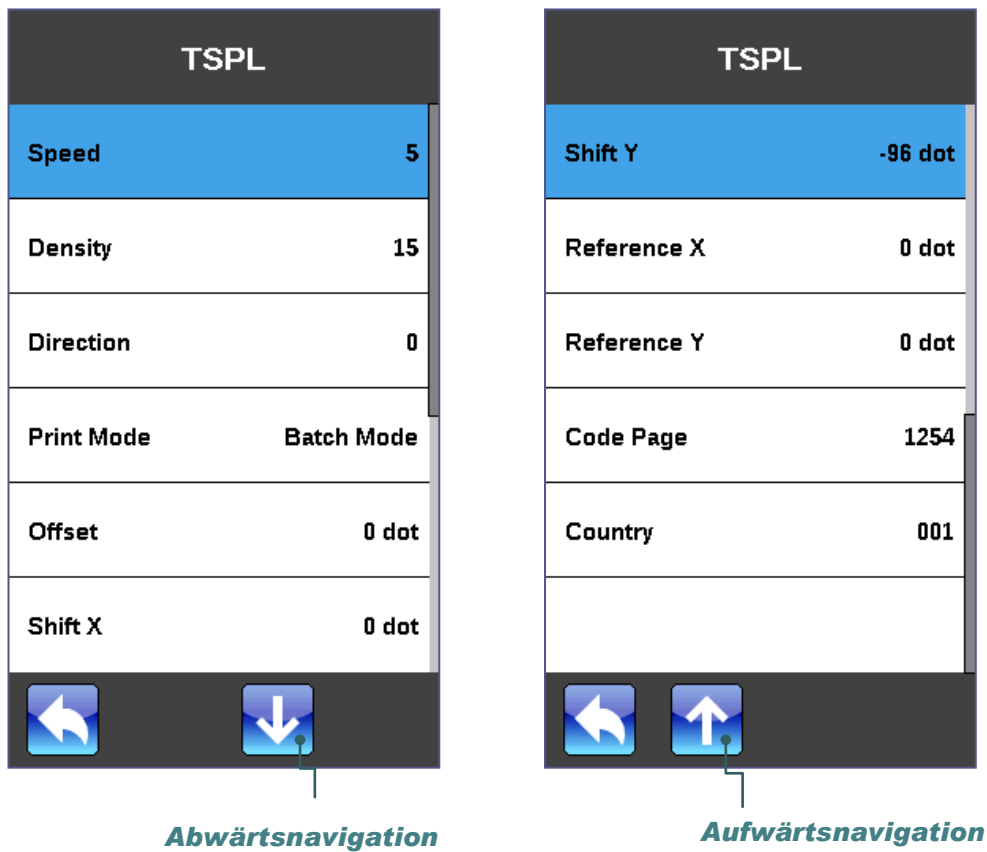 TSPL
Speed 5
Density 15
Direction 0
Print Mode Batch Mode
Offset 0 dot
Shift X 0 dot
Abwärtsnavigation
TSPL
Shift Y -96 dot
Reference X 0 dot
Reference Y 0 dot
Code Page 1254
Country 001
Aufwärtsnavigation